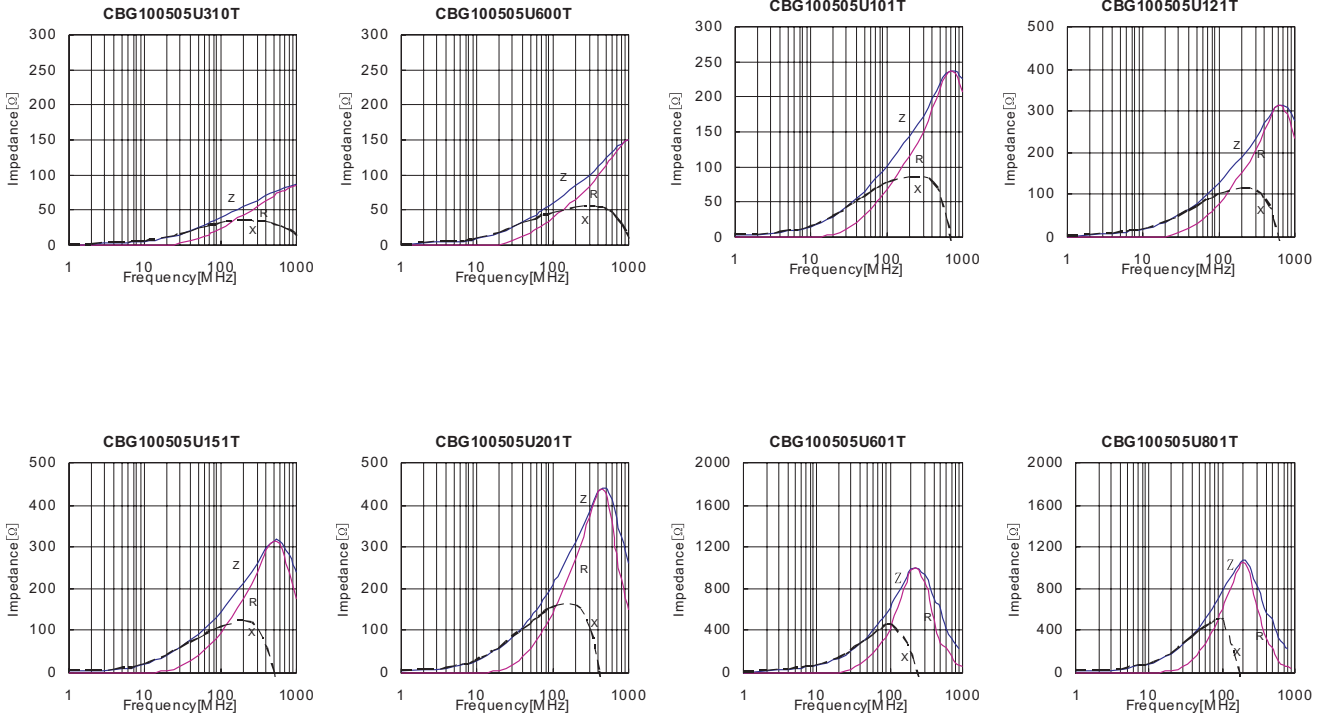 CBG100505U310T
300
250
200
150
100
50
0
Impedance[Ω]
Z
R
X
1 10 100 1000
Frequency[MHz]
CBG100505U600T
300
250
200
150
100
50
0
Impedance[Ω]
Z
R
X
1 10 100 1000
Frequency[MHz]
CBG100505U101T
300
250
200
150
100
50
0
Impedance[Ω]
Z
R
X
1 10 100 1000
Frequency[MHz]
CBG100505U121T
500
400
300
200
100
0
Impedance[Ω]
Z
R
X
1 10 100 1000
Frequency[MHz]
CBG100505U151T
500
400
300
200
100
0
Impedance[Ω]
Z
R
X
1 10 100 1000
Frequency[MHz]
CBG100505U201T
500
400
300
200
100
0
Impedance[Ω]
Z
R
X
1 10 100 1000
Frequency[MHz]
CBG100505U601T
2000
1600
1200
800
400
0
Impedance[Ω]
Z
R
X
1 10 100 1000
Frequency[MHz]
CBG100505U801T
2000
1600
1200
800
400
0
Impedance[Ω]
Z
R
X
1 10 100 1000
Frequency[MHz]